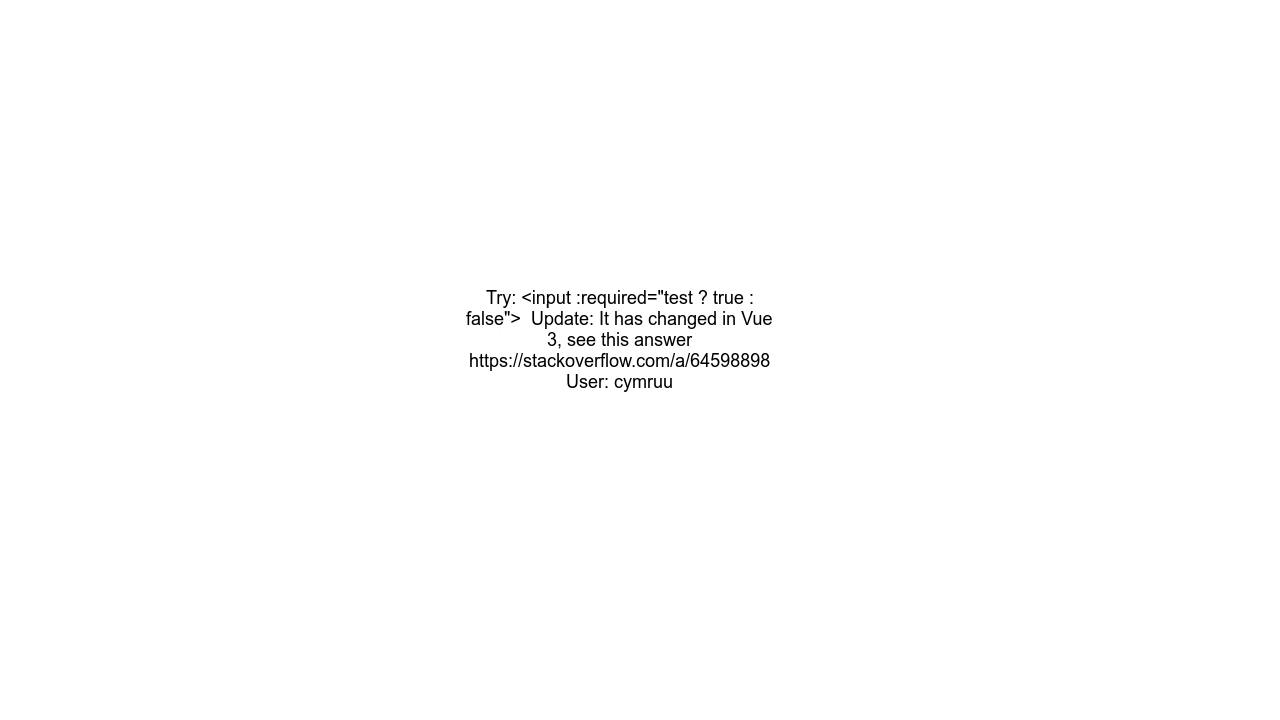 Try: <input :required="test ? true :
false">  Update: It has changed in Vue
3, see this answer
https://stackoverflow.com/a/64598898
User: cymruu